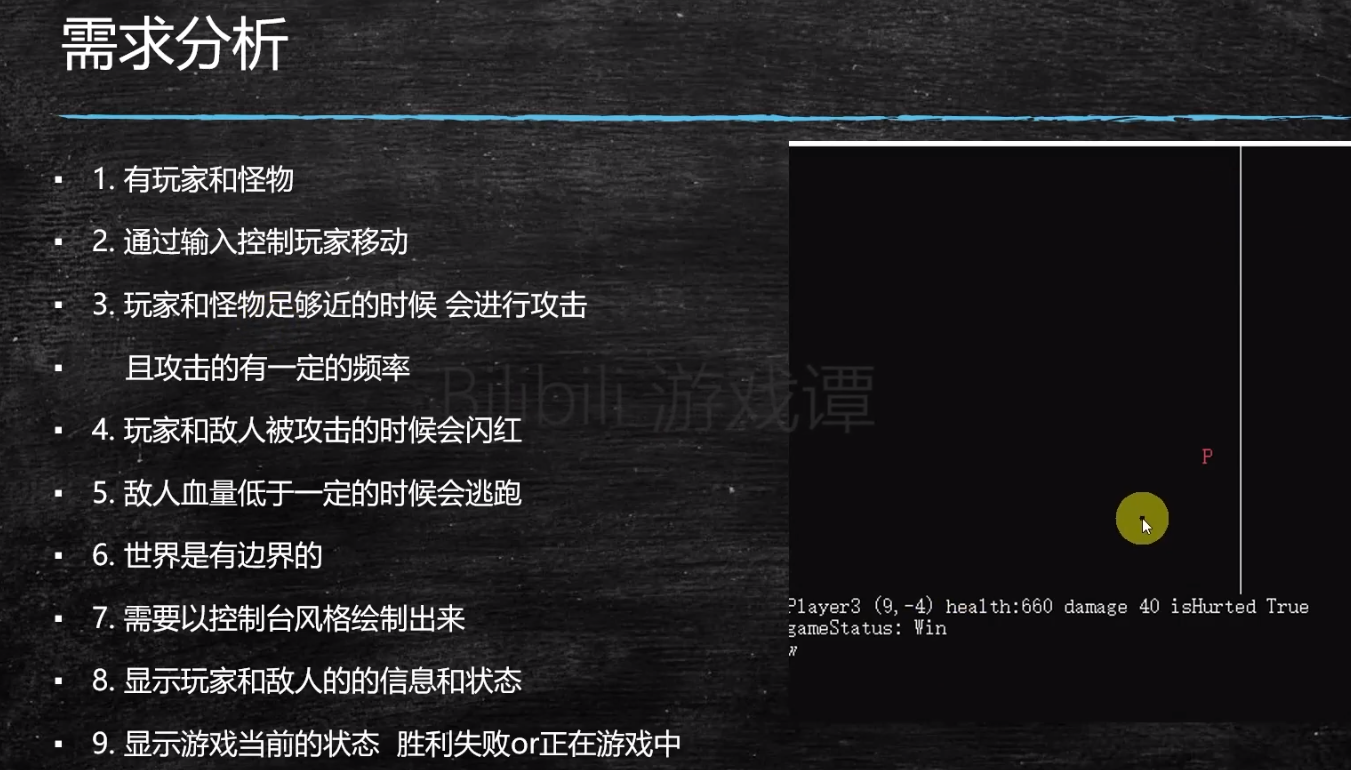 需求分析
▪ 1. 有玩家和怪物
▪ 2. 通过输入控制玩家移动
▪ 3. 玩家和怪物足够近的时候 会进行攻击
▪ 且攻击的有一定的频率
▪ 4. 玩家和敌人被攻击的时候会闪红
▪ 5. 敌人血量低于一定的时候会逃跑
▪ 6. 世界是有边界的
▪ 7. 需要以控制台风格绘制出来
▪ 8. 显示玩家和敌人的的信息和状态
▪ 9. 显示游戏当前的状态 胜利失败or正在游戏中
Bilibili 游戏谭
P
Player3 (9,-4) health:660 damage 40 isHurted True
gameStatus: Win
w